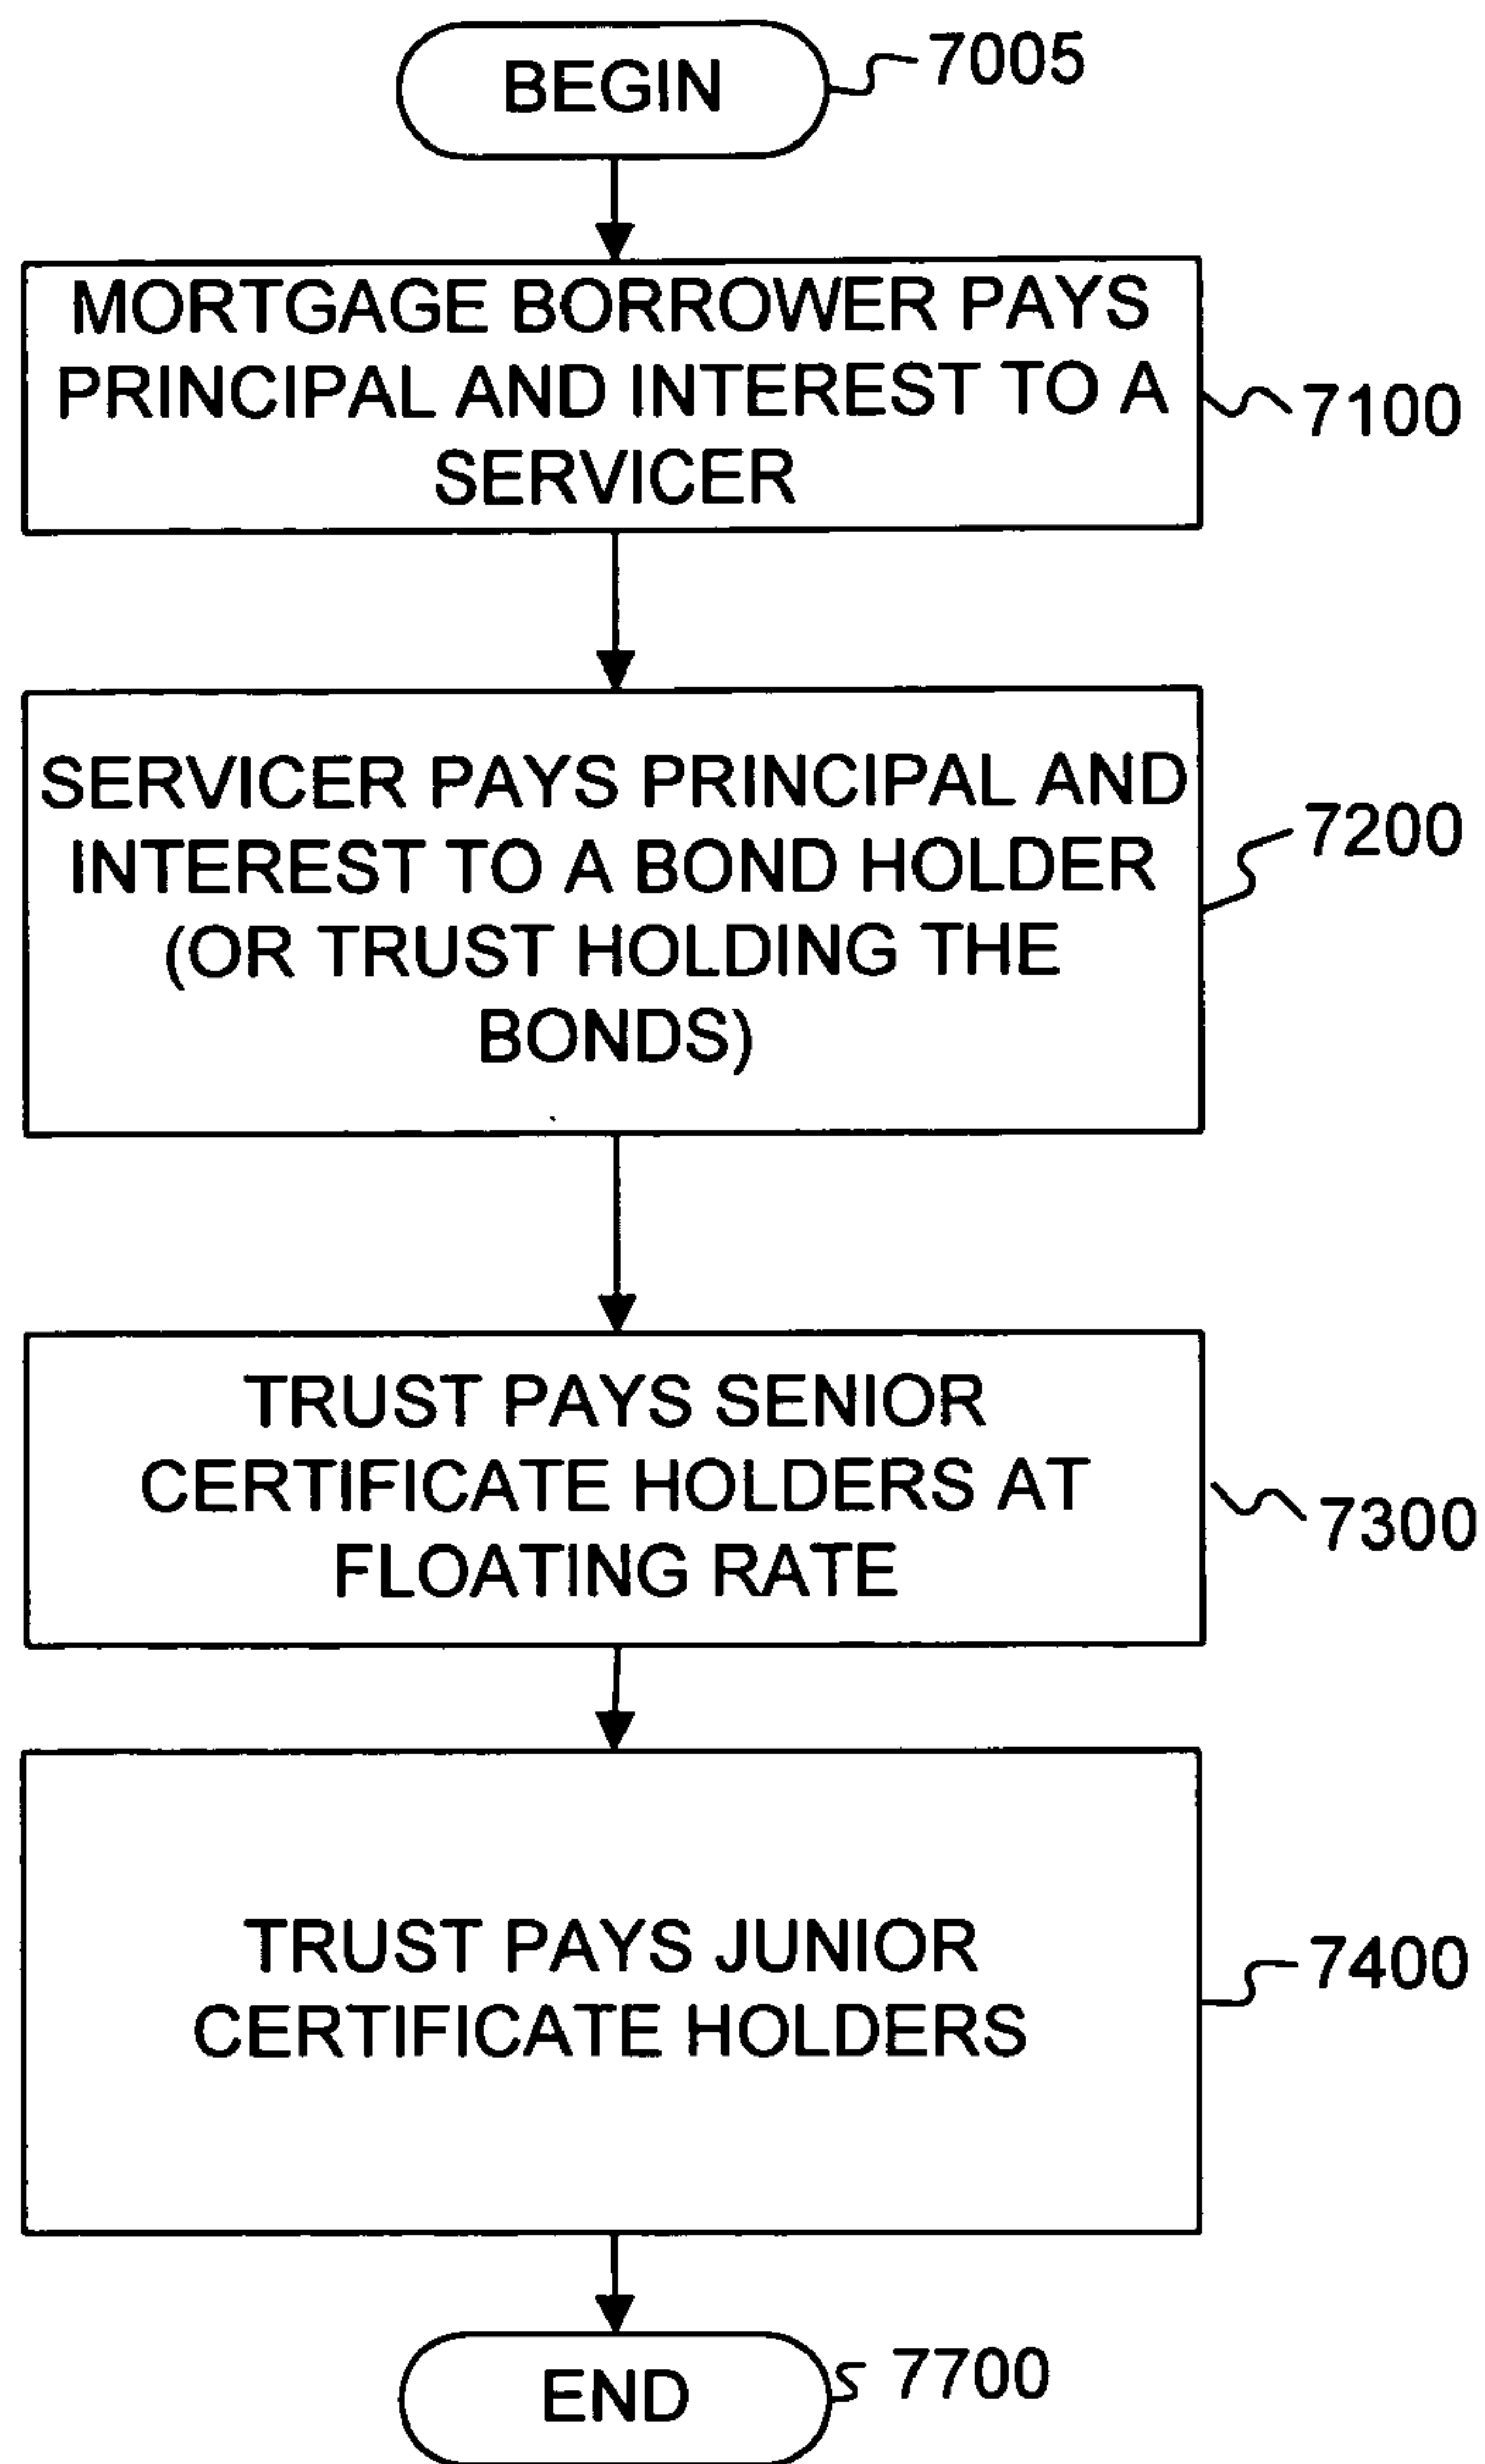 BEGIN
7005
MORTGAGE BORROWER PAYS
PRINCIPAL AND INTEREST TO A
SERVICER
7100
SERVICER PAYS PRINCIPAL AND
INTEREST TO A BOND HOLDER
(OR TRUST HOLDING THE
BONDS)
7200
TRUST PAYS SENIOR
CERTIFICATE HOLDERS AT
FLOATING RATE
7300
TRUST PAYS JUNIOR
CERTIFICATE HOLDERS
7400
END
7700